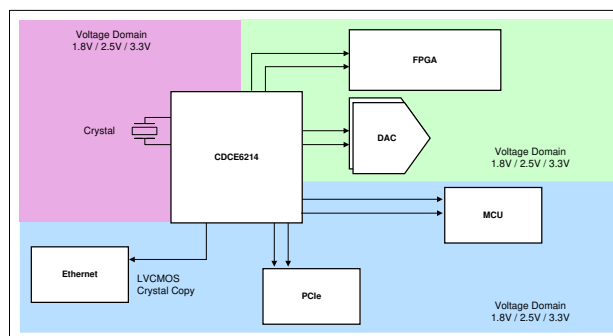 Voltage Domain
1.8V / 2.5V / 3.3V
FPGA
Crystal
CDCE6214
DAC
Voltage Domain
1.8V / 2.5V / 3.3V
MCU
Ethernet
LVCMOS
Crystal Copy
PCIe
Voltage Domain
1.8V / 2.5V / 3.3V